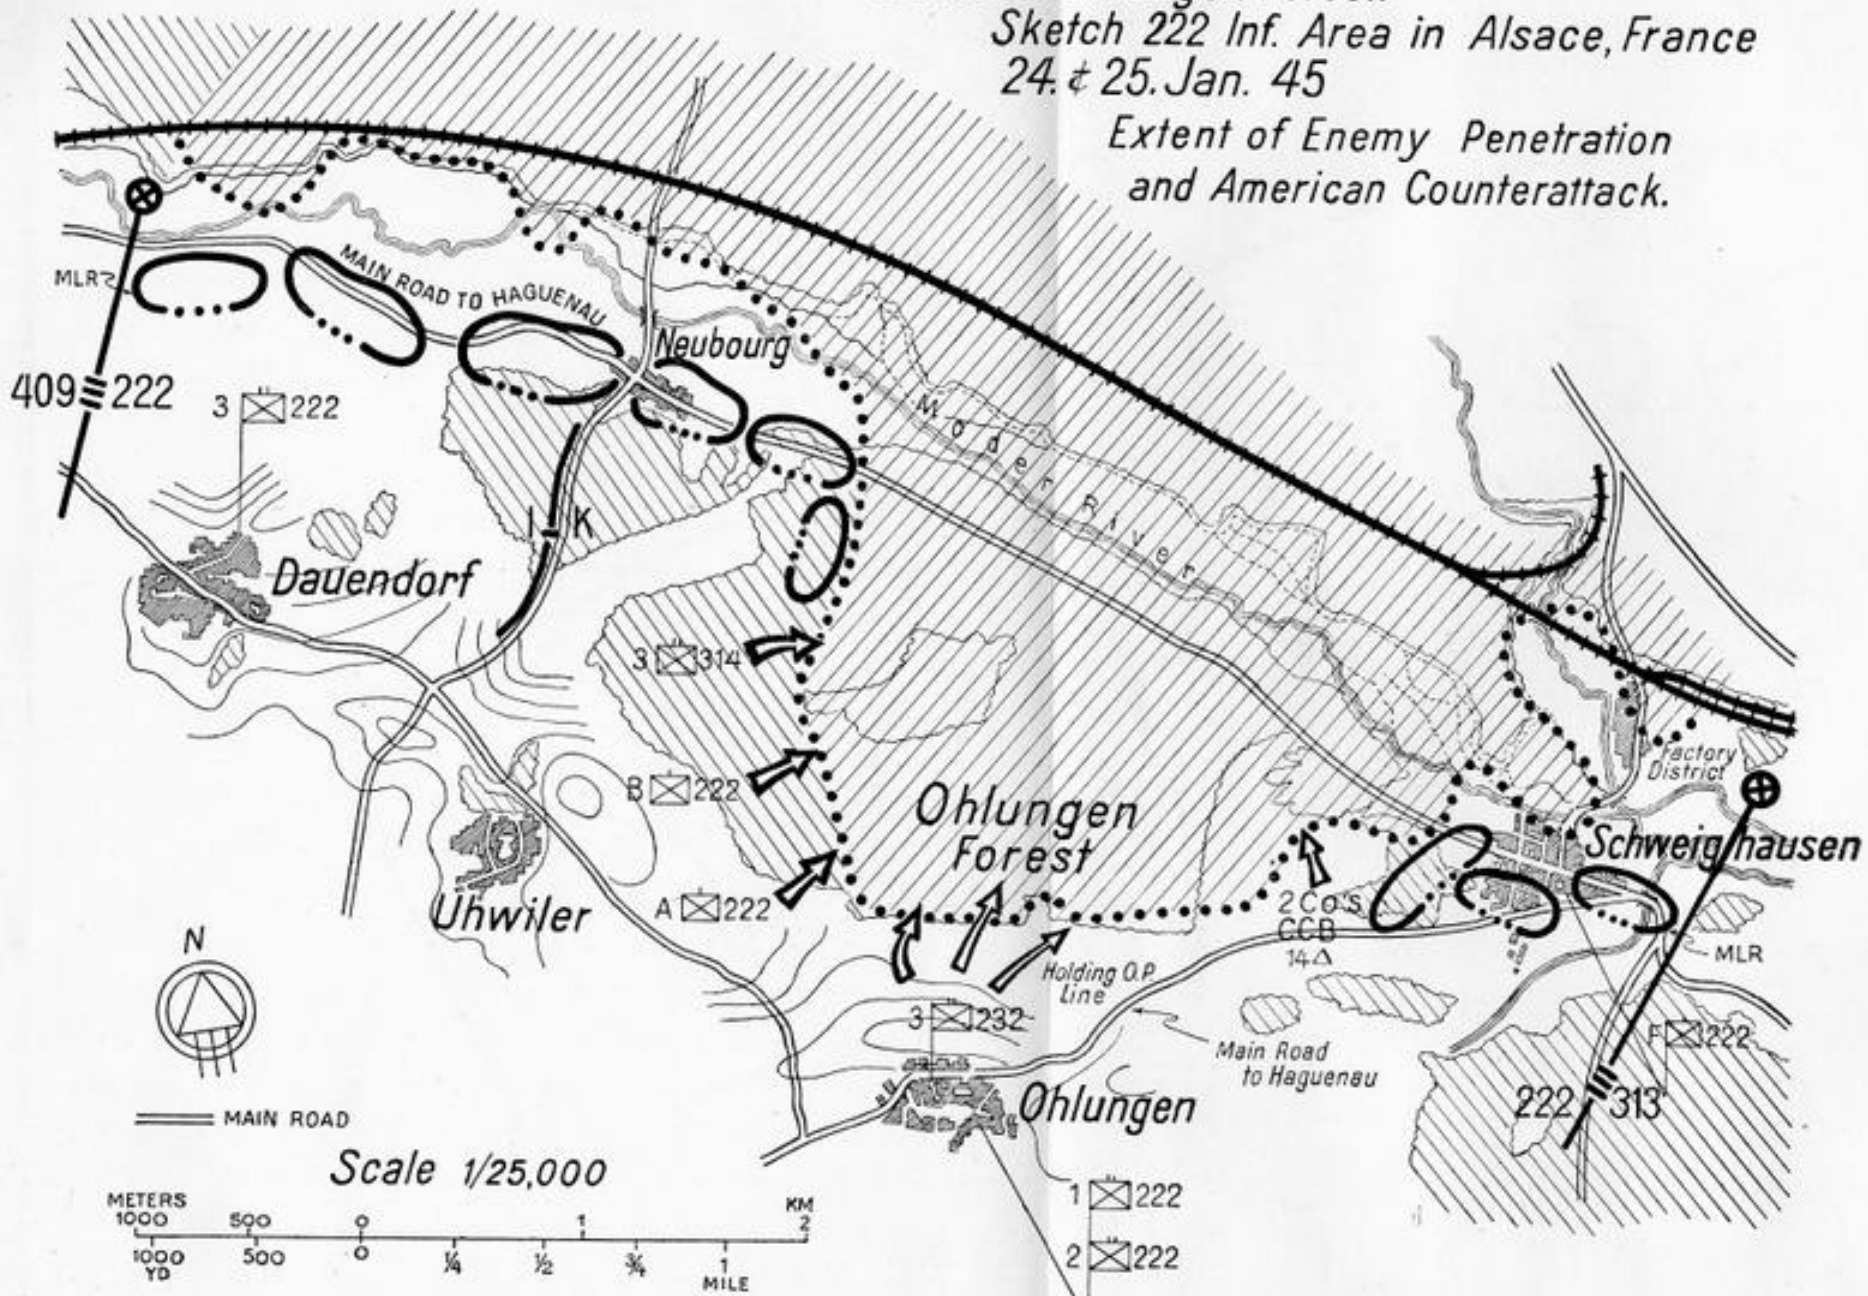 Sketch 222 Inf. Area in Alsace, France
24. & 25. Jan. 45
Extent of Enemy Penetration
and American Counterattack.
MLR
MAIN ROAD TO HAGUENAU
Neubourg
409 222
3 222
Moder River
I K
Dauendorf
3 314
B 222
Factory
District
Ohlungen
Forest
Schweighausen
Uhwiler
A 222
2 Co's
CCB
14 Δ
MLR
N
Holding O.P.
Line
3 232
Main Road
to Haguenau
F 222
222 313
Ohlungen
MAIN ROAD
Scale 1/25,000
1 222
2 222
METERS KM
1000 500 0 1 2
1000 500 0 1/4 1/2 3/4 1
YD MILE